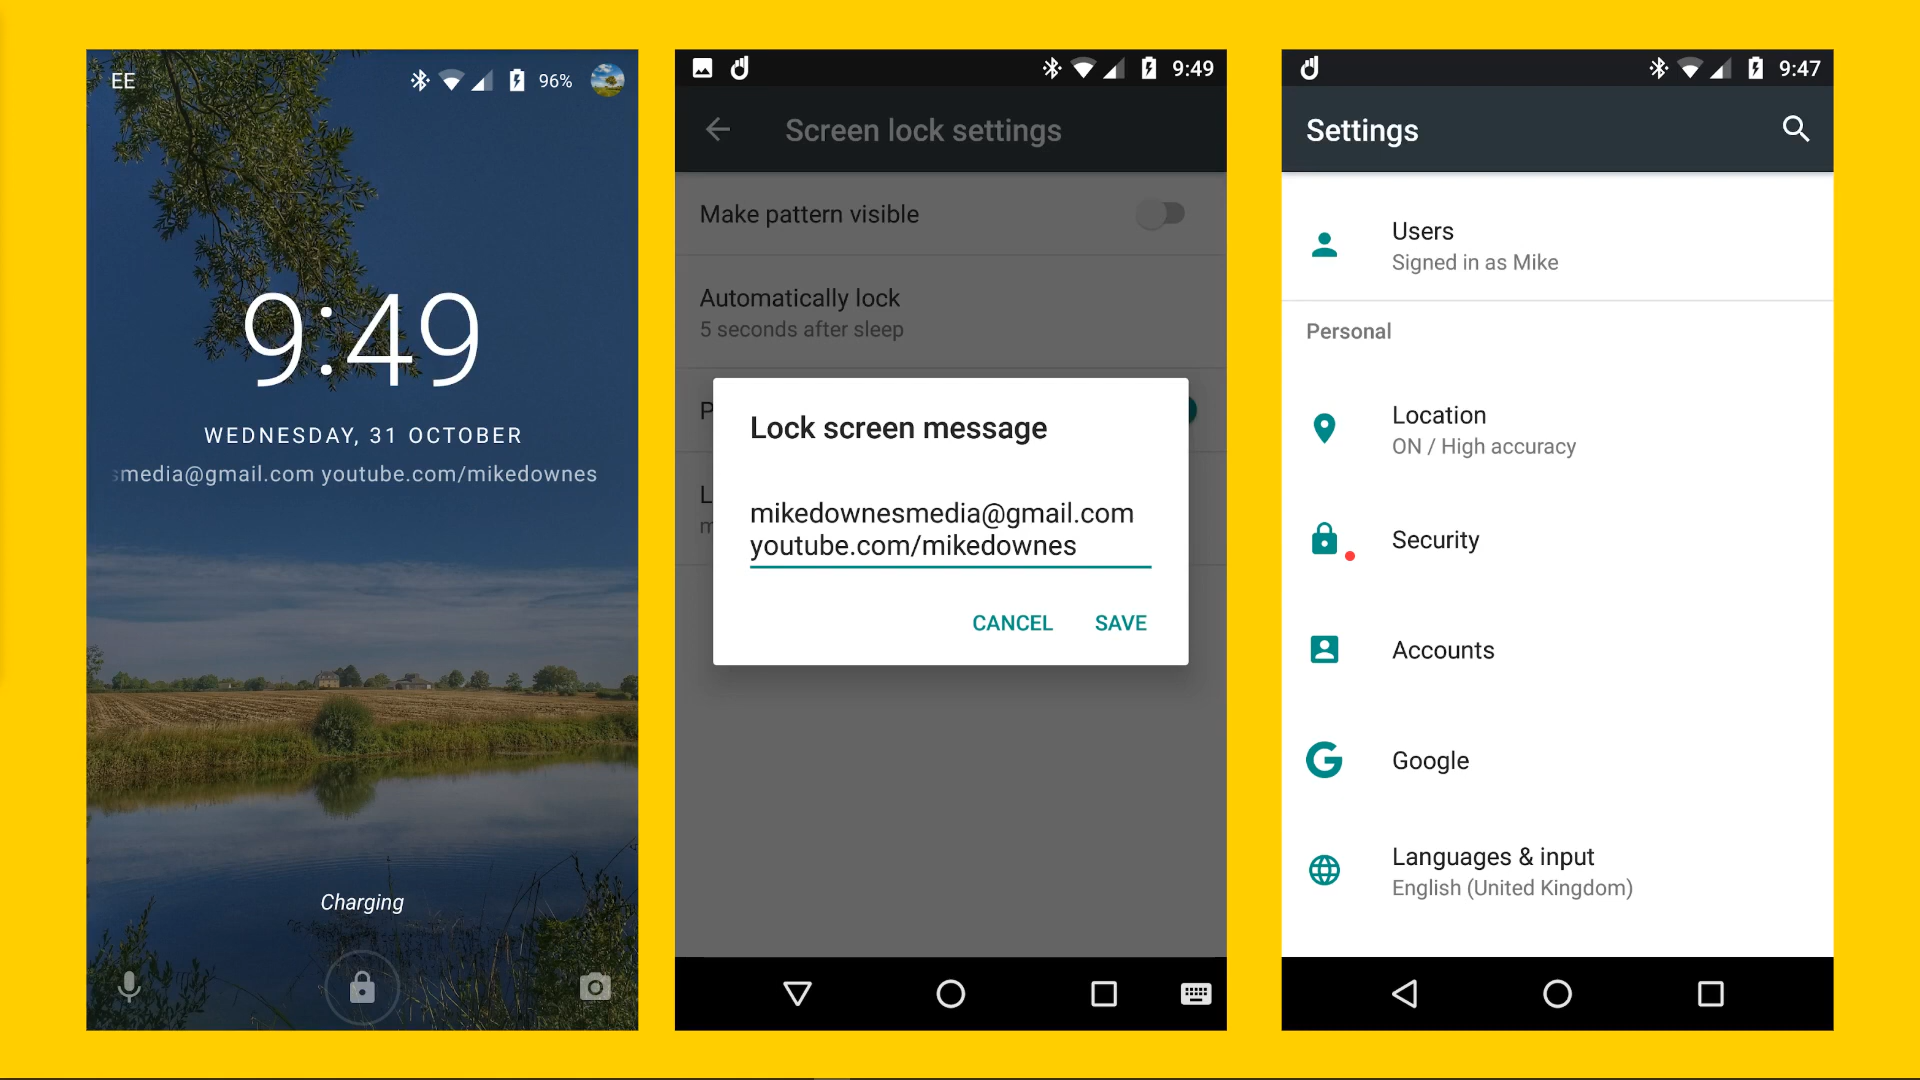 EE
96%
9:49
WEDNESDAY, 31 OCTOBER
media@gmail.com youtube.com/mikedownes
Charging
9:49
Screen lock settings
Make pattern visible
Automatically lock
5 seconds after sleep
P
Lock screen message
L
m
mikedownesmedia@gmail.com
youtube.com/mikedownes
CANCEL SAVE
9:47
Settings
Users
Signed in as Mike
Personal
Location
ON / High accuracy
Security
Accounts
Google
Languages & input
English (United Kingdom)